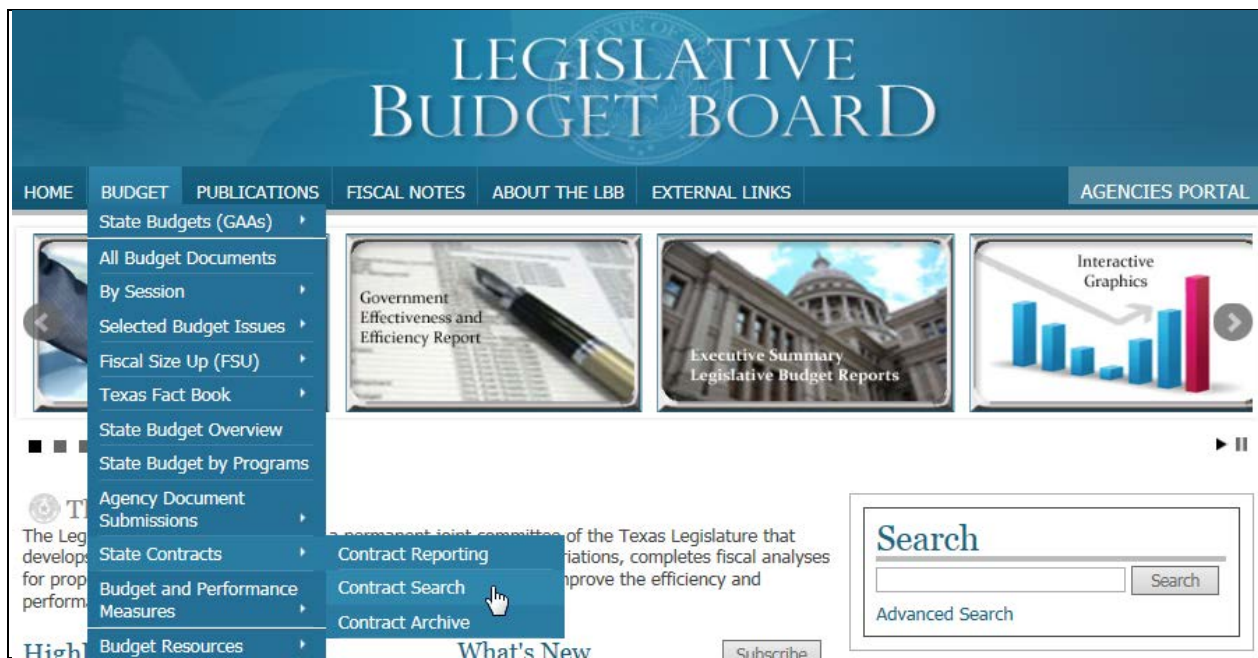 LEGISLATIVE
BUDGET BOARD
HOME BUDGET PUBLICATIONS FISCAL NOTES ABOUT THE LBB EXTERNAL LINKS AGENCIES PORTAL
State Budgets (GAAs)
All Budget Documents
By Session
Selected Budget Issues
Fiscal Size Up (FSU)
Texas Fact Book
State Budget Overview
State Budget by Programs
Agency Document
Submissions
State Contracts
Budget and Performance
Measures
Budget Resources
Contract Reporting
Contract Search
Contract Archive
Government
Effectiveness and
Efficiency Report
Executive Summary
Legislative Budget Reports
Interactive
Graphics
The Leg a permanent joint committee of the Texas Legislature that
develops riations, completes fiscal analyses
for prop mprove the efficiency and
perform
Highl
What's New
Subscribe
Search
Search
Advanced Search